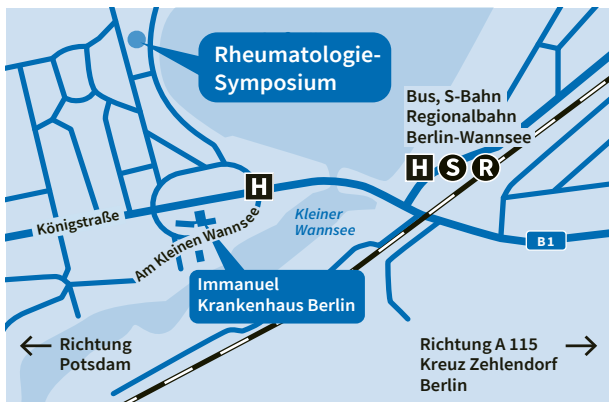 Rheumatologie-
Symposium
Bus, S-Bahn
Regionalbahn
Berlin-Wannsee
H S R
H
Königstraße
Am Kleinen Wannsee
Kleiner
Wannsee
B1
Immanuel
Krankenhaus Berlin
Richtung
Potsdam
Richtung A 115
Kreuz Zehlendorf
Berlin